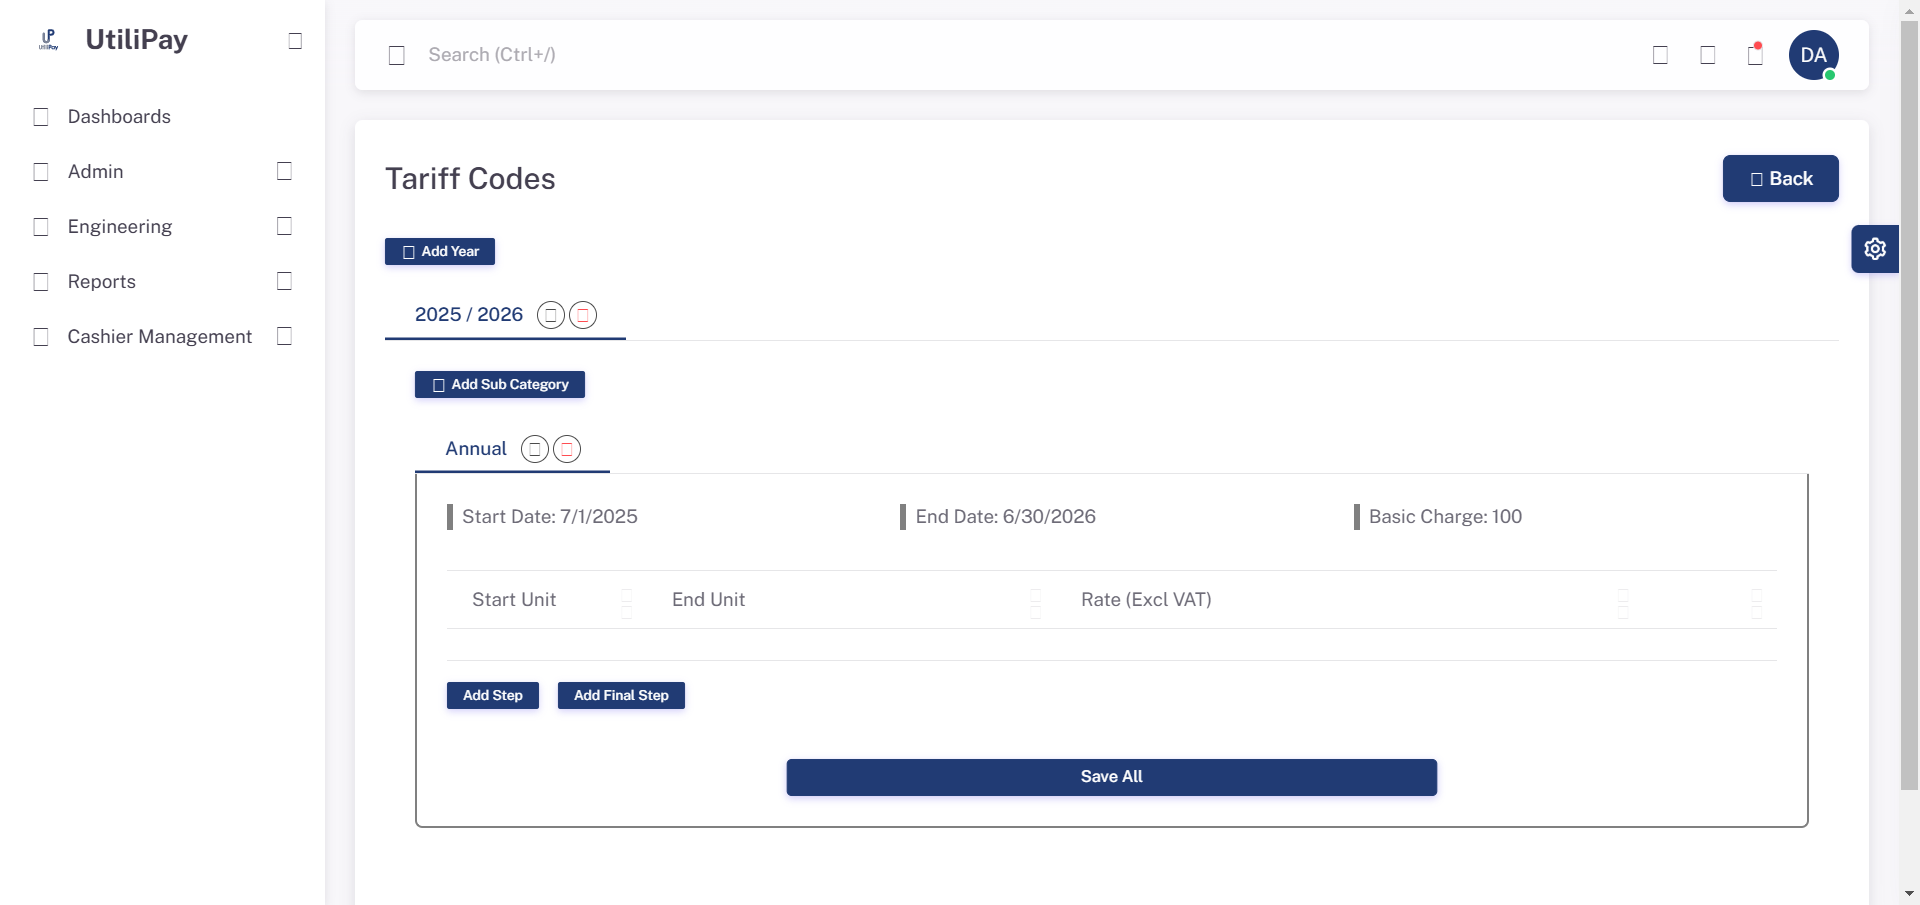 UP
UtiliPay
UtiliPay
Search (Ctrl+/)
DA
Dashboards
Admin
Engineering
Reports
Cashier Management
Tariff Codes
Back
Add Year
2025 / 2026
Add Sub Category
Annual
Start Date: 7/1/2025
End Date: 6/30/2026
Basic Charge: 100
Start Unit
End Unit
Rate (Excl VAT)
Add Step
Add Final Step
Save All